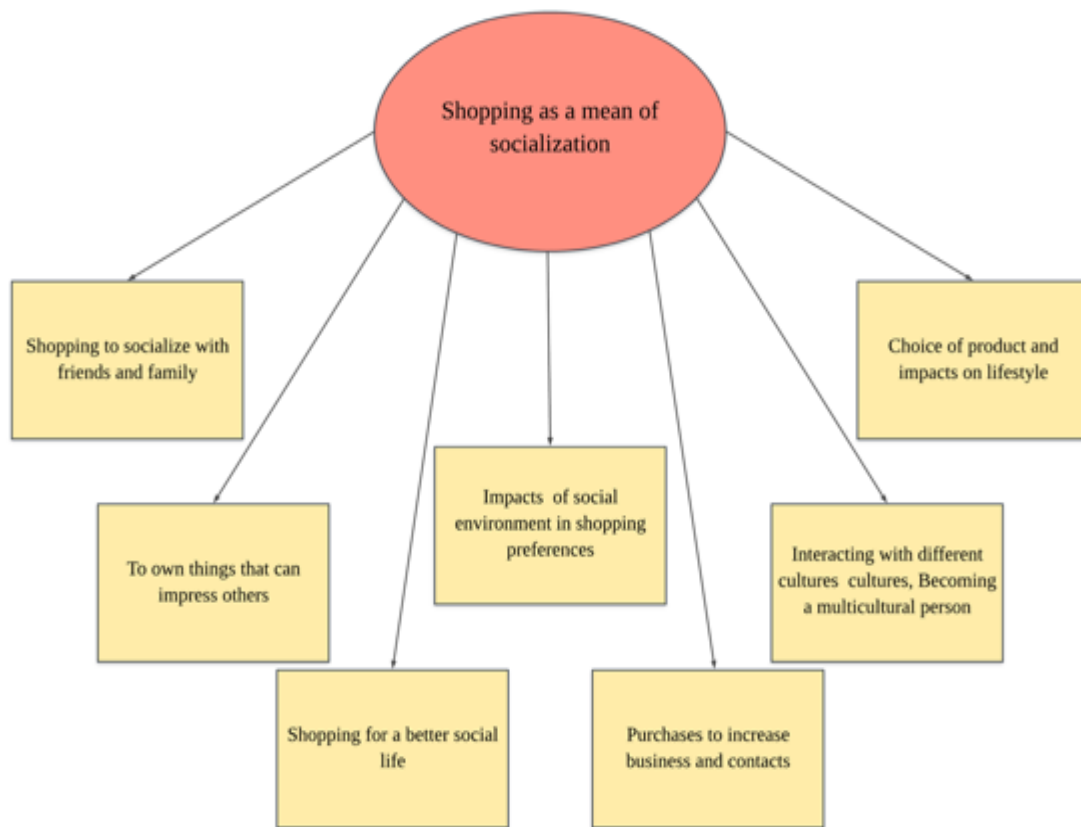 Shopping as a mean of
socialization
Shopping to socialize with
friends and family
To own things that can
impress others
Shopping for a better social
life
Impacts of social
environment in shopping
preferences
Purchases to increase
business and contacts
Interacting with different
cultures cultures, Becoming
a multicultural person
Choice of product and
impacts on lifestyle